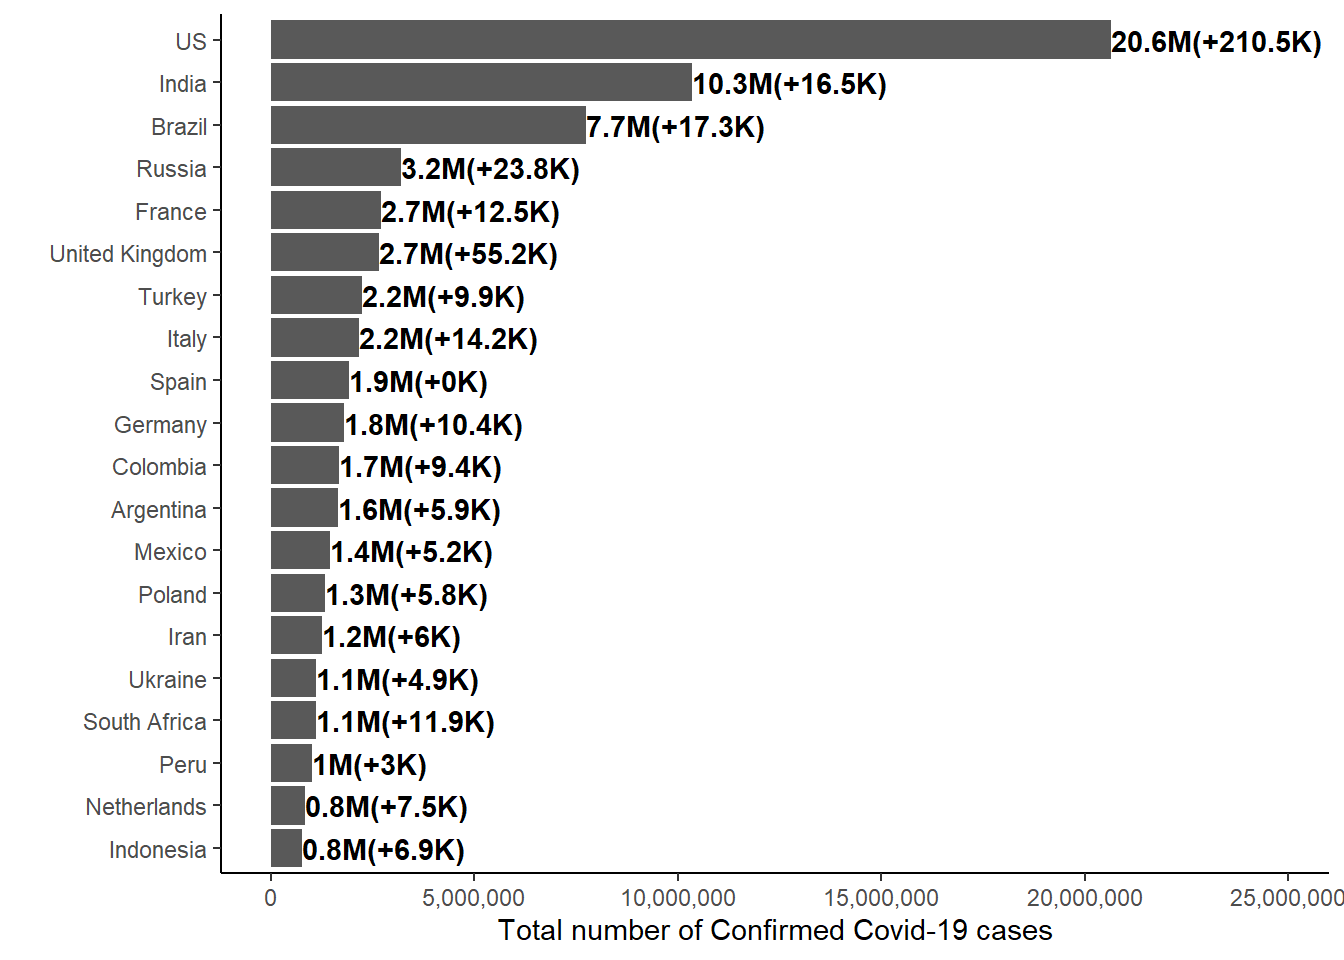 US 20.6M(+210.5K)
India 10.3M(+16.5K)
Brazil 7.7M(+17.3K)
Russia 3.2M(+23.8K)
France 2.7M(+12.5K)
United Kingdom 2.7M(+55.2K)
Turkey 2.2M(+9.9K)
Italy 2.2M(+14.2K)
Spain 1.9M(+0K)
Germany 1.8M(+10.4K)
Colombia 1.7M(+9.4K)
Argentina 1.6M(+5.9K)
Mexico 1.4M(+5.2K)
Poland 1.3M(+5.8K)
Iran 1.2M(+6K)
Ukraine 1.1M(+4.9K)
South Africa 1.1M(+11.9K)
Peru 1M(+3K)
Netherlands 0.8M(+7.5K)
Indonesia 0.8M(+6.9K)
0 5,000,000 10,000,000 15,000,000 20,000,000 25,000,000
Total number of Confirmed Covid-19 cases